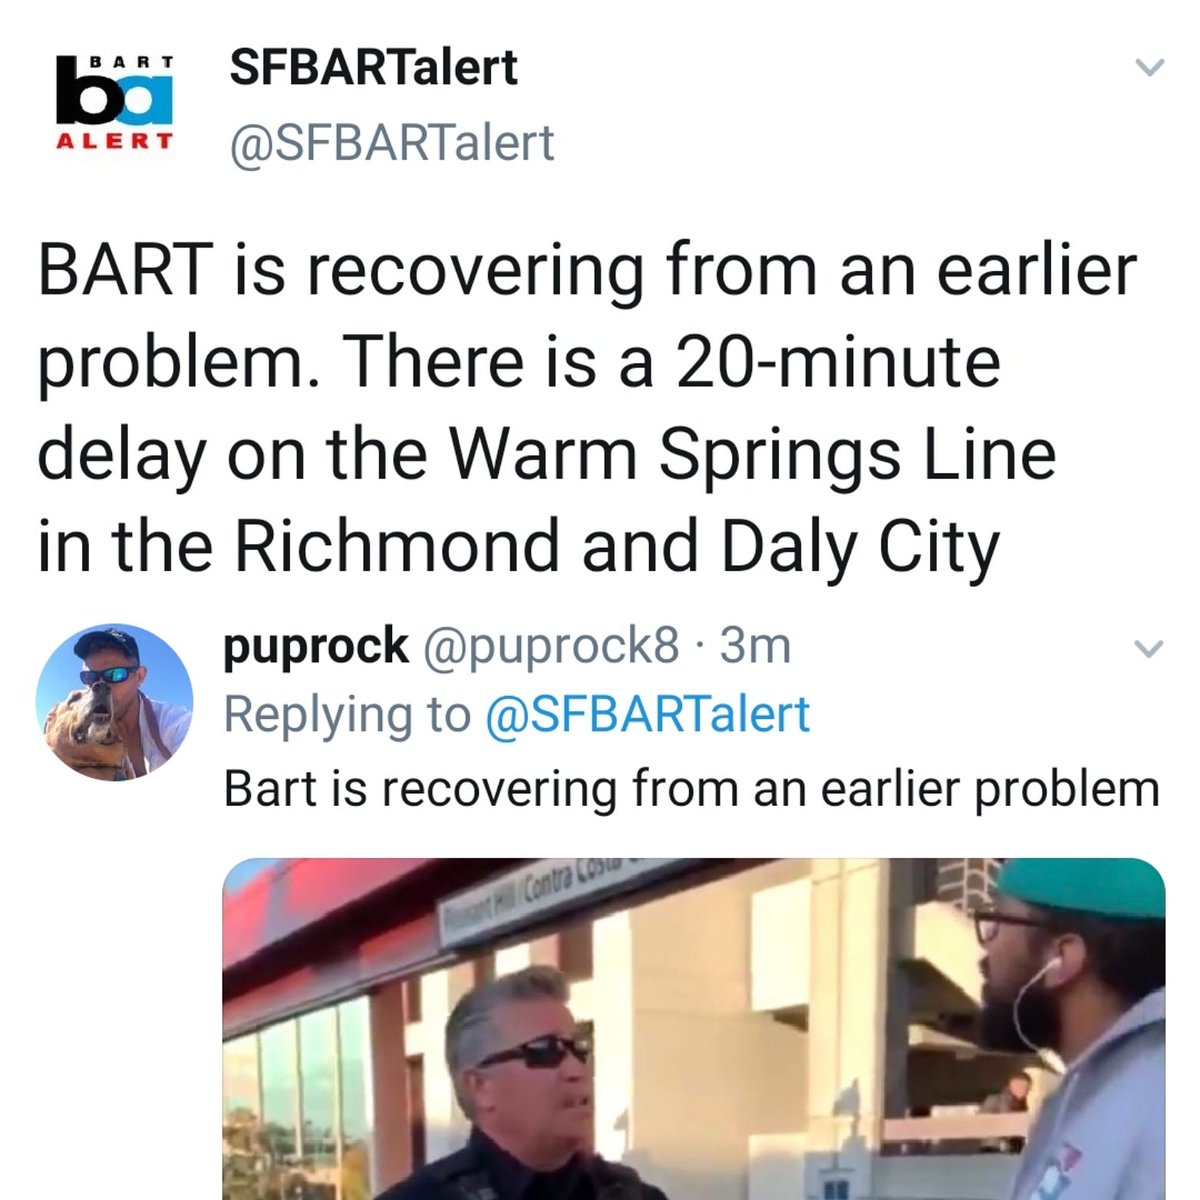 BART
ba
ALERT
SFBARTalert
@SFBARTalert
BART is recovering from an earlier
problem. There is a 20-minute
delay on the Warm Springs Line
in the Richmond and Daly City
puprock @puprock8 · 3m
Replying to @SFBARTalert
Bart is recovering from an earlier problem
Pleasant Hill / Contra Costa